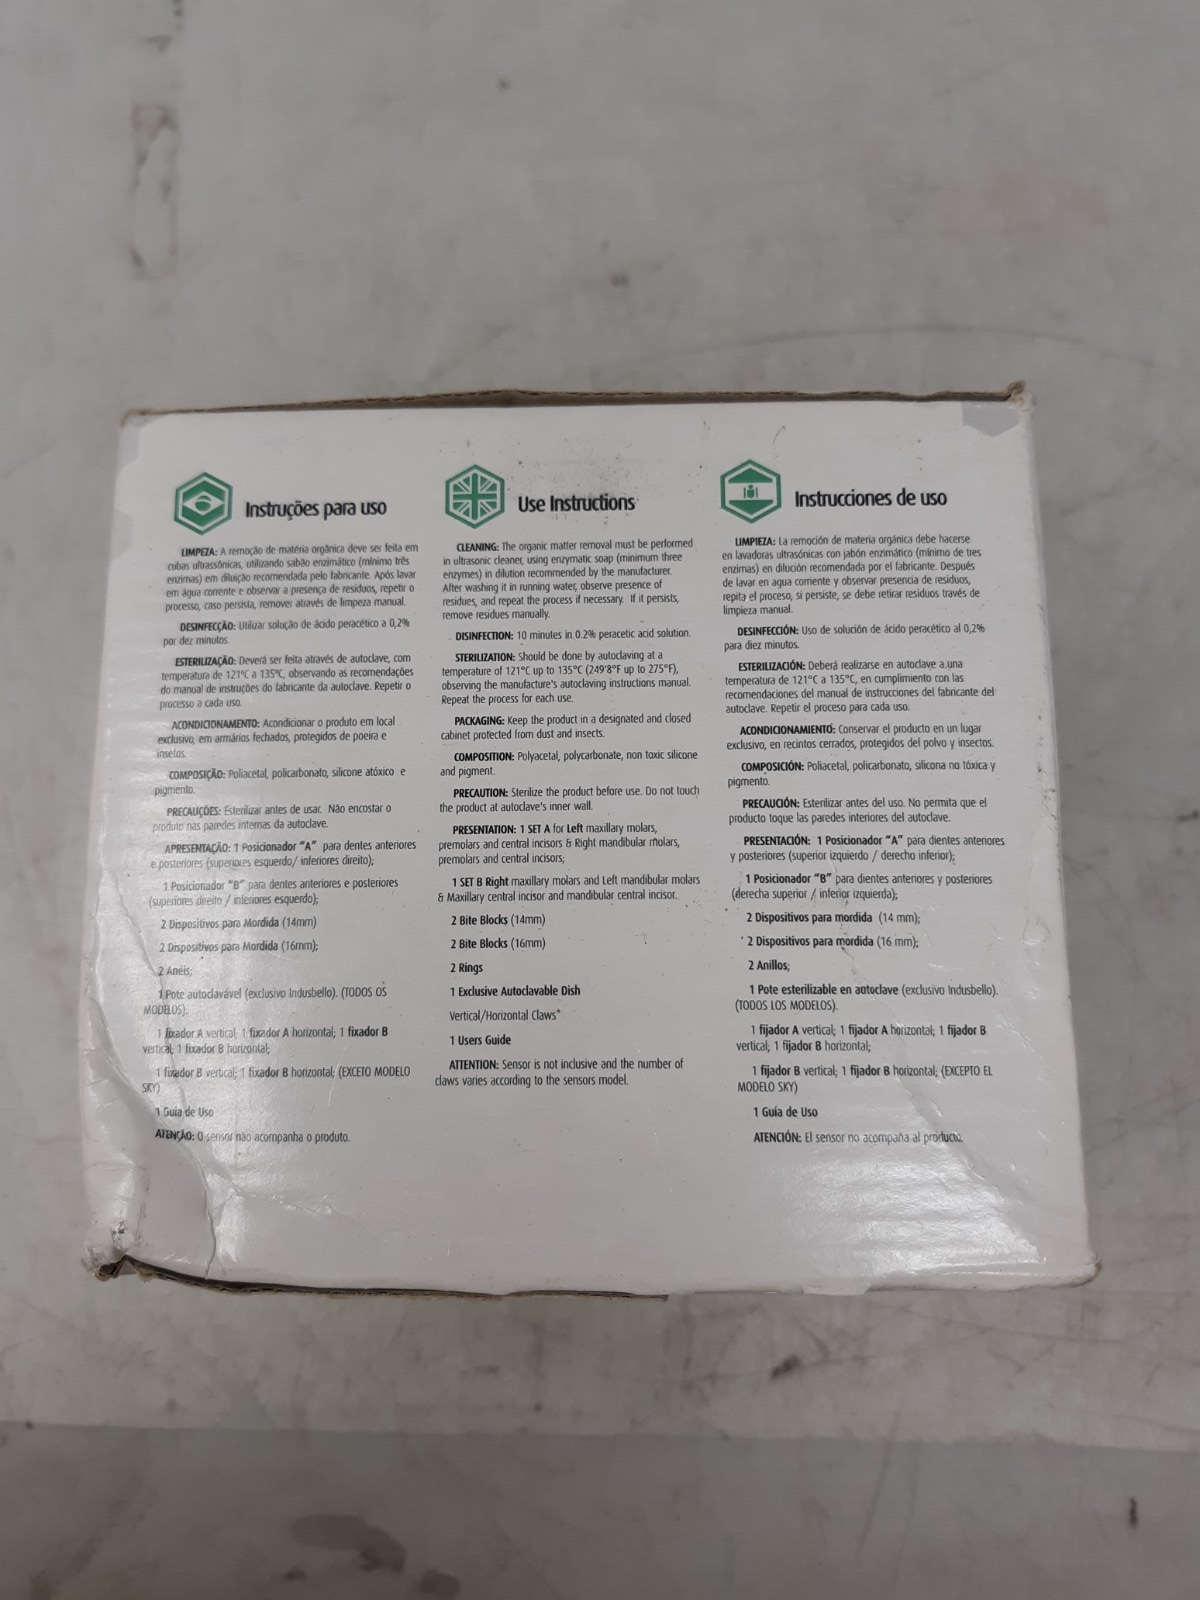 Instruções para uso
LIMPEZA: A remoção de matéria orgânica deve ser feita em
cubas ultrassônicas, utilizando sabão enzimático (mínimo três
enzimas) em diluição recomendada pelo fabricante. Após lavar
em água corrente e observar a presença de resíduos, repetir o
processo, caso persista, remover através de limpeza manual.
DESINFECÇÃO: Utilizar solução de ácido peracético a 0,2%
por dez minutos.
ESTERILIZAÇÃO: Deverá ser feita através de autoclave, com
temperatura de 121°C a 135°C, observando as recomendações
do manual de instruções do fabricante da autoclave. Repetir o
processo a cada uso.
ACONDICIONAMENTO: Acondicionar o produto em local
exclusivo, em armários fechados, protegidos de poeira e
insetos.
COMPOSIÇÃO: Poliacetal, policarbonato, silicone atóxico e
pigmento.
PRECAUÇÕES: Esterilizar antes de usar. Não encostar o
produto nas paredes internas da autoclave.
APRESENTAÇÃO: 1 Posicionador "A" para dentes anteriores
e posteriores (superiores esquerdo/ inferiores direito);
1 Posicionador "B" para dentes anteriores e posteriores
(superiores direito / inferiores esquerdo);
2 Dispositivos para Mordida (14mm)
2 Dispositivos para Mordida (16mm);
2 Anéis;
1 Pote autoclavável (exclusivo Indusbello). (TODOS OS
MODELOS).
1 fixador A vertical; 1 fixador A horizontal; 1 fixador B
vertical; 1 fixador B horizontal;
1 fixador B vertical; 1 fixador B horizontal; (EXCETO MODELO
SKY)
1 Guia de Uso
ATENÇÃO: O sensor não acompanha o produto.
Use Instructions
CLEANING: The organic matter removal must be performed
in ultrasonic cleaner, using enzymatic soap (minimum three
enzymes) in dilution recommended by the manufacturer.
After washing it in running water, observe presence of
residues, and repeat the process if necessary. If it persists,
remove residues manually.
DISINFECTION: 10 minutes in 0.2% peracetic acid solution.
STERILIZATION: Should be done by autoclaving at a
temperature of 121°C up to 135°C (249'8°F up to 275°F),
observing the manufacture's autoclaving instructions manual.
Repeat the process for each use.
PACKAGING: Keep the product in a designated and closed
cabinet protected from dust and insects.
COMPOSITION: Polyacetal, polycarbonate, non toxic silicone
and pigment.
PRECAUTION: Sterilize the product before use. Do not touch
the product at autoclave's inner wall.
PRESENTATION: 1 SET A for Left maxillary molars,
premolars and central incisors & Right mandibular molars,
premolars and central incisors;
1 SET B Right maxillary molars and Left mandibular molars
& Maxillary central incisor and mandibular central incisor.
2 Bite Blocks (14mm)
2 Bite Blocks (16mm)
2 Rings
1 Exclusive Autoclavable Dish
Vertical/Horizontal Claws*
1 Users Guide
ATTENTION: Sensor is not inclusive and the number of
claws varies according to the sensors model.
Instrucciones de uso
LIMPIEZA: La remoción de materia orgánica debe hacerse
en lavadoras ultrasónicas con jabón enzimático (mínimo de tres
enzimas) en dilución recomendada por el fabricante. Después
de lavar en agua corriente y observar presencia de residuos,
repita el proceso, si persiste, se debe retirar residuos través de
limpieza manual.
DESINFECCIÓN: Uso de solución de ácido peracético al 0,2%
para diez minutos.
ESTERILIZACIÓN: Deberá realizarse en autoclave a una
temperatura de 121°C a 135°C, en cumplimiento con las
recomendaciones del manual de instrucciones del fabricante del
autoclave. Repetir el proceso para cada uso.
ACONDICIONAMIENTO: Conservar el producto en un lugar
exclusivo, en recintos cerrados, protegidos del polvo y insectos.
COMPOSICIÓN: Poliacetal, policarbonato, silicona no tóxica y
pigmento.
PRECAUCIÓN: Esterilizar antes del uso. No permita que el
producto toque las paredes interiores del autoclave.
PRESENTACIÓN: 1 Posicionador "A" para dientes anteriores
y posteriores (superior izquierdo / derecho inferior);
1 Posicionador "B" para dientes anteriores y posteriores
(derecha superior / inferior izquierda);
2 Dispositivos para mordida (14 mm);
2 Dispositivos para mordida (16 mm);
2 Anillos;
1 Pote esterilizable en autoclave (exclusivo Indusbello).
(TODOS LOS MODELOS).
1 fijador A vertical; 1 fijador A horizontal; 1 fijador B
vertical; 1 fijador B horizontal;
1 fijador B vertical; 1 fijador B horizontal; (EXCEPTO EL
MODELO SKY)
1 Guía de Uso
ATENCIÓN: El sensor no acompaña al producto.